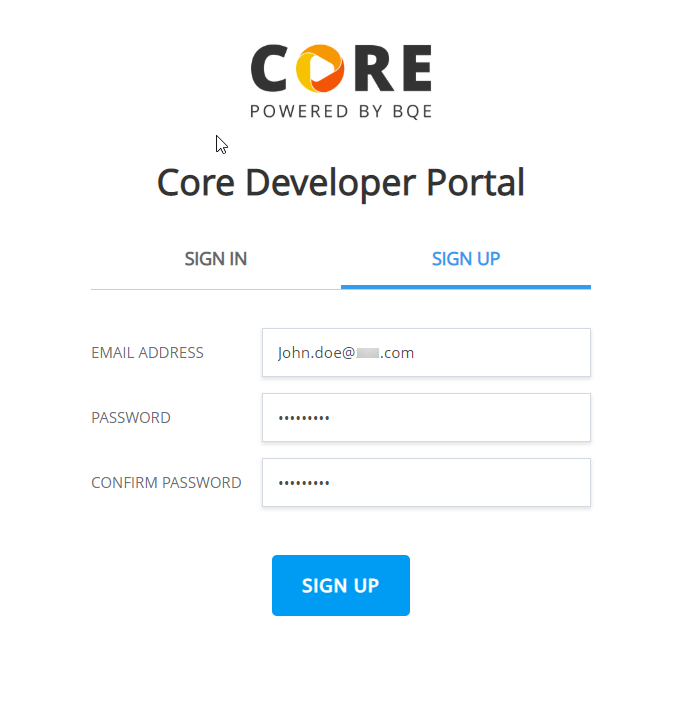 CORE
POWERED BY BQE
Core Developer Portal
SIGN IN SIGN UP
EMAIL ADDRESS John.doe@ .com
PASSWORD •••••••••
CONFIRM PASSWORD •••••••••
SIGN UP